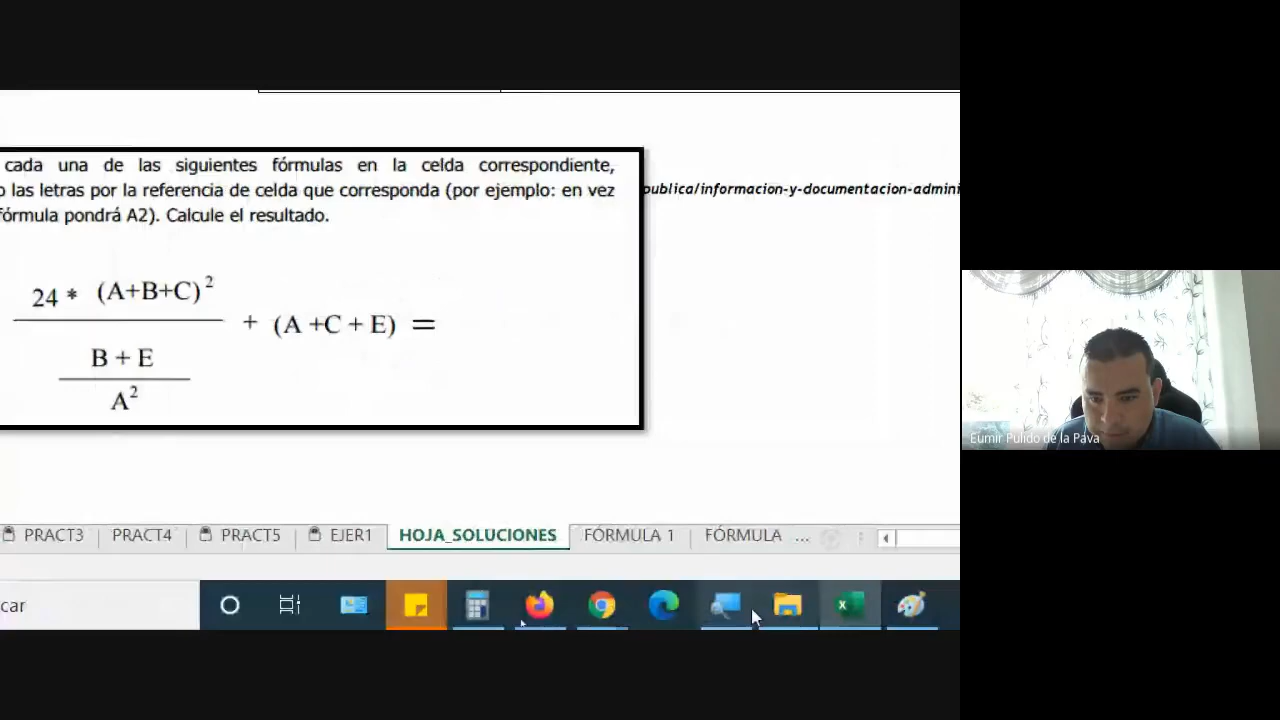 cada una de las siguientes fórmulas en la celda correspondiente,
o las letras por la referencia de celda que corresponda (por ejemplo: en vez
fórmula pondrá A2). Calcule el resultado.
publica/informacion-y-documentacion-admini
24 * (A+B+C)²
B + E
A²
+ (A +C + E) =
Eumir Pulido de la Pava
PRACT3 PRACT4 PRACT5 EJER1 HOJA_SOLUCIONES FÓRMULA 1 FÓRMULA ...
car